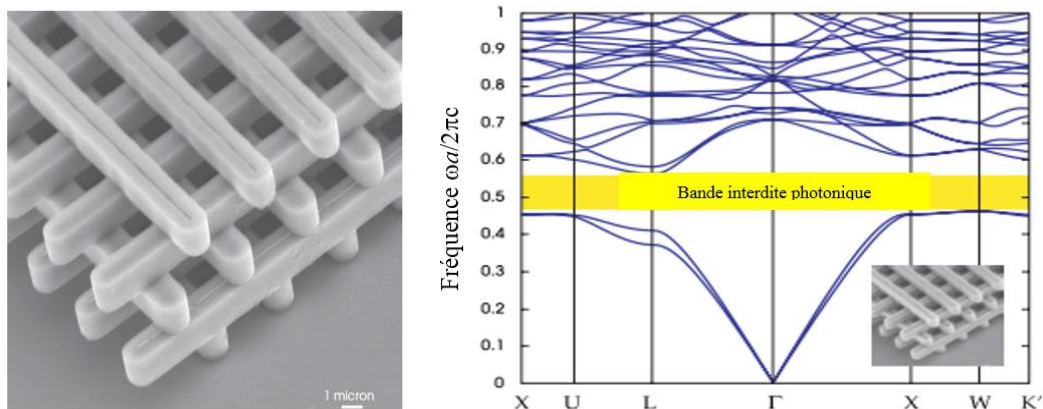 1 micron
Fréquence ωa/2πc
1
0.9
0.8
0.7
0.6
0.5
0.4
0.3
0.2
0.1
0
Bande interdite photonique
X U L Γ X W K'